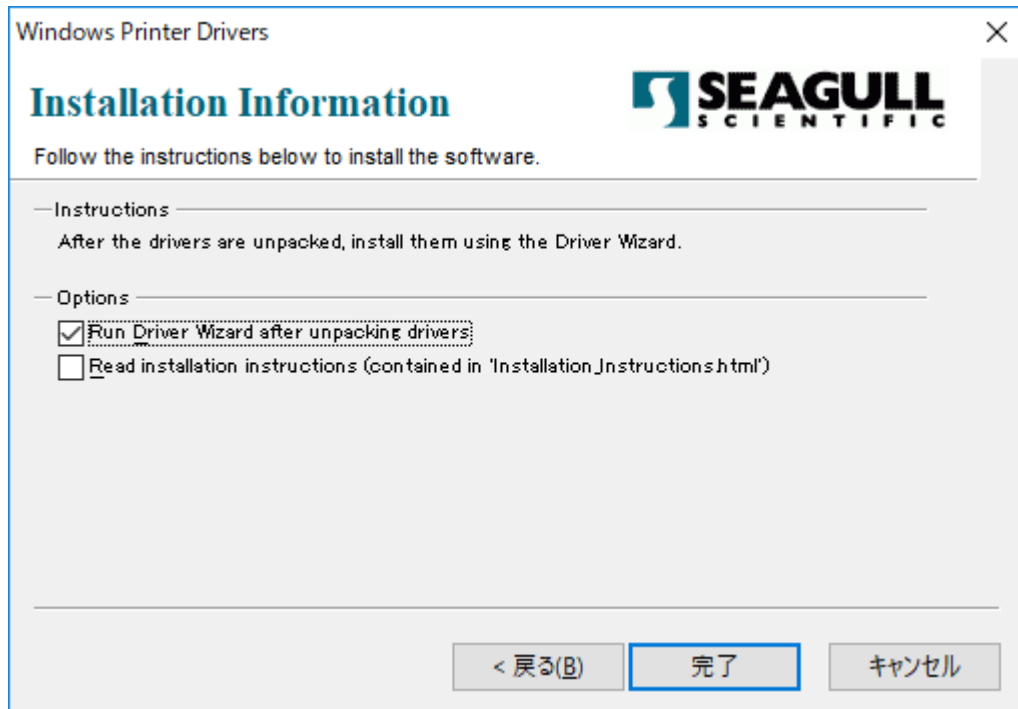 Windows Printer Drivers
Installation Information
SEAGULL
SCIENTIFIC
Follow the instructions below to install the software.
Instructions
After the drivers are unpacked, install them using the Driver Wizard.
Options
Run Driver Wizard after unpacking drivers
Read installation instructions (contained in 'Installation_Instructions.html')
< 戻る(B)
完了
キャンセル